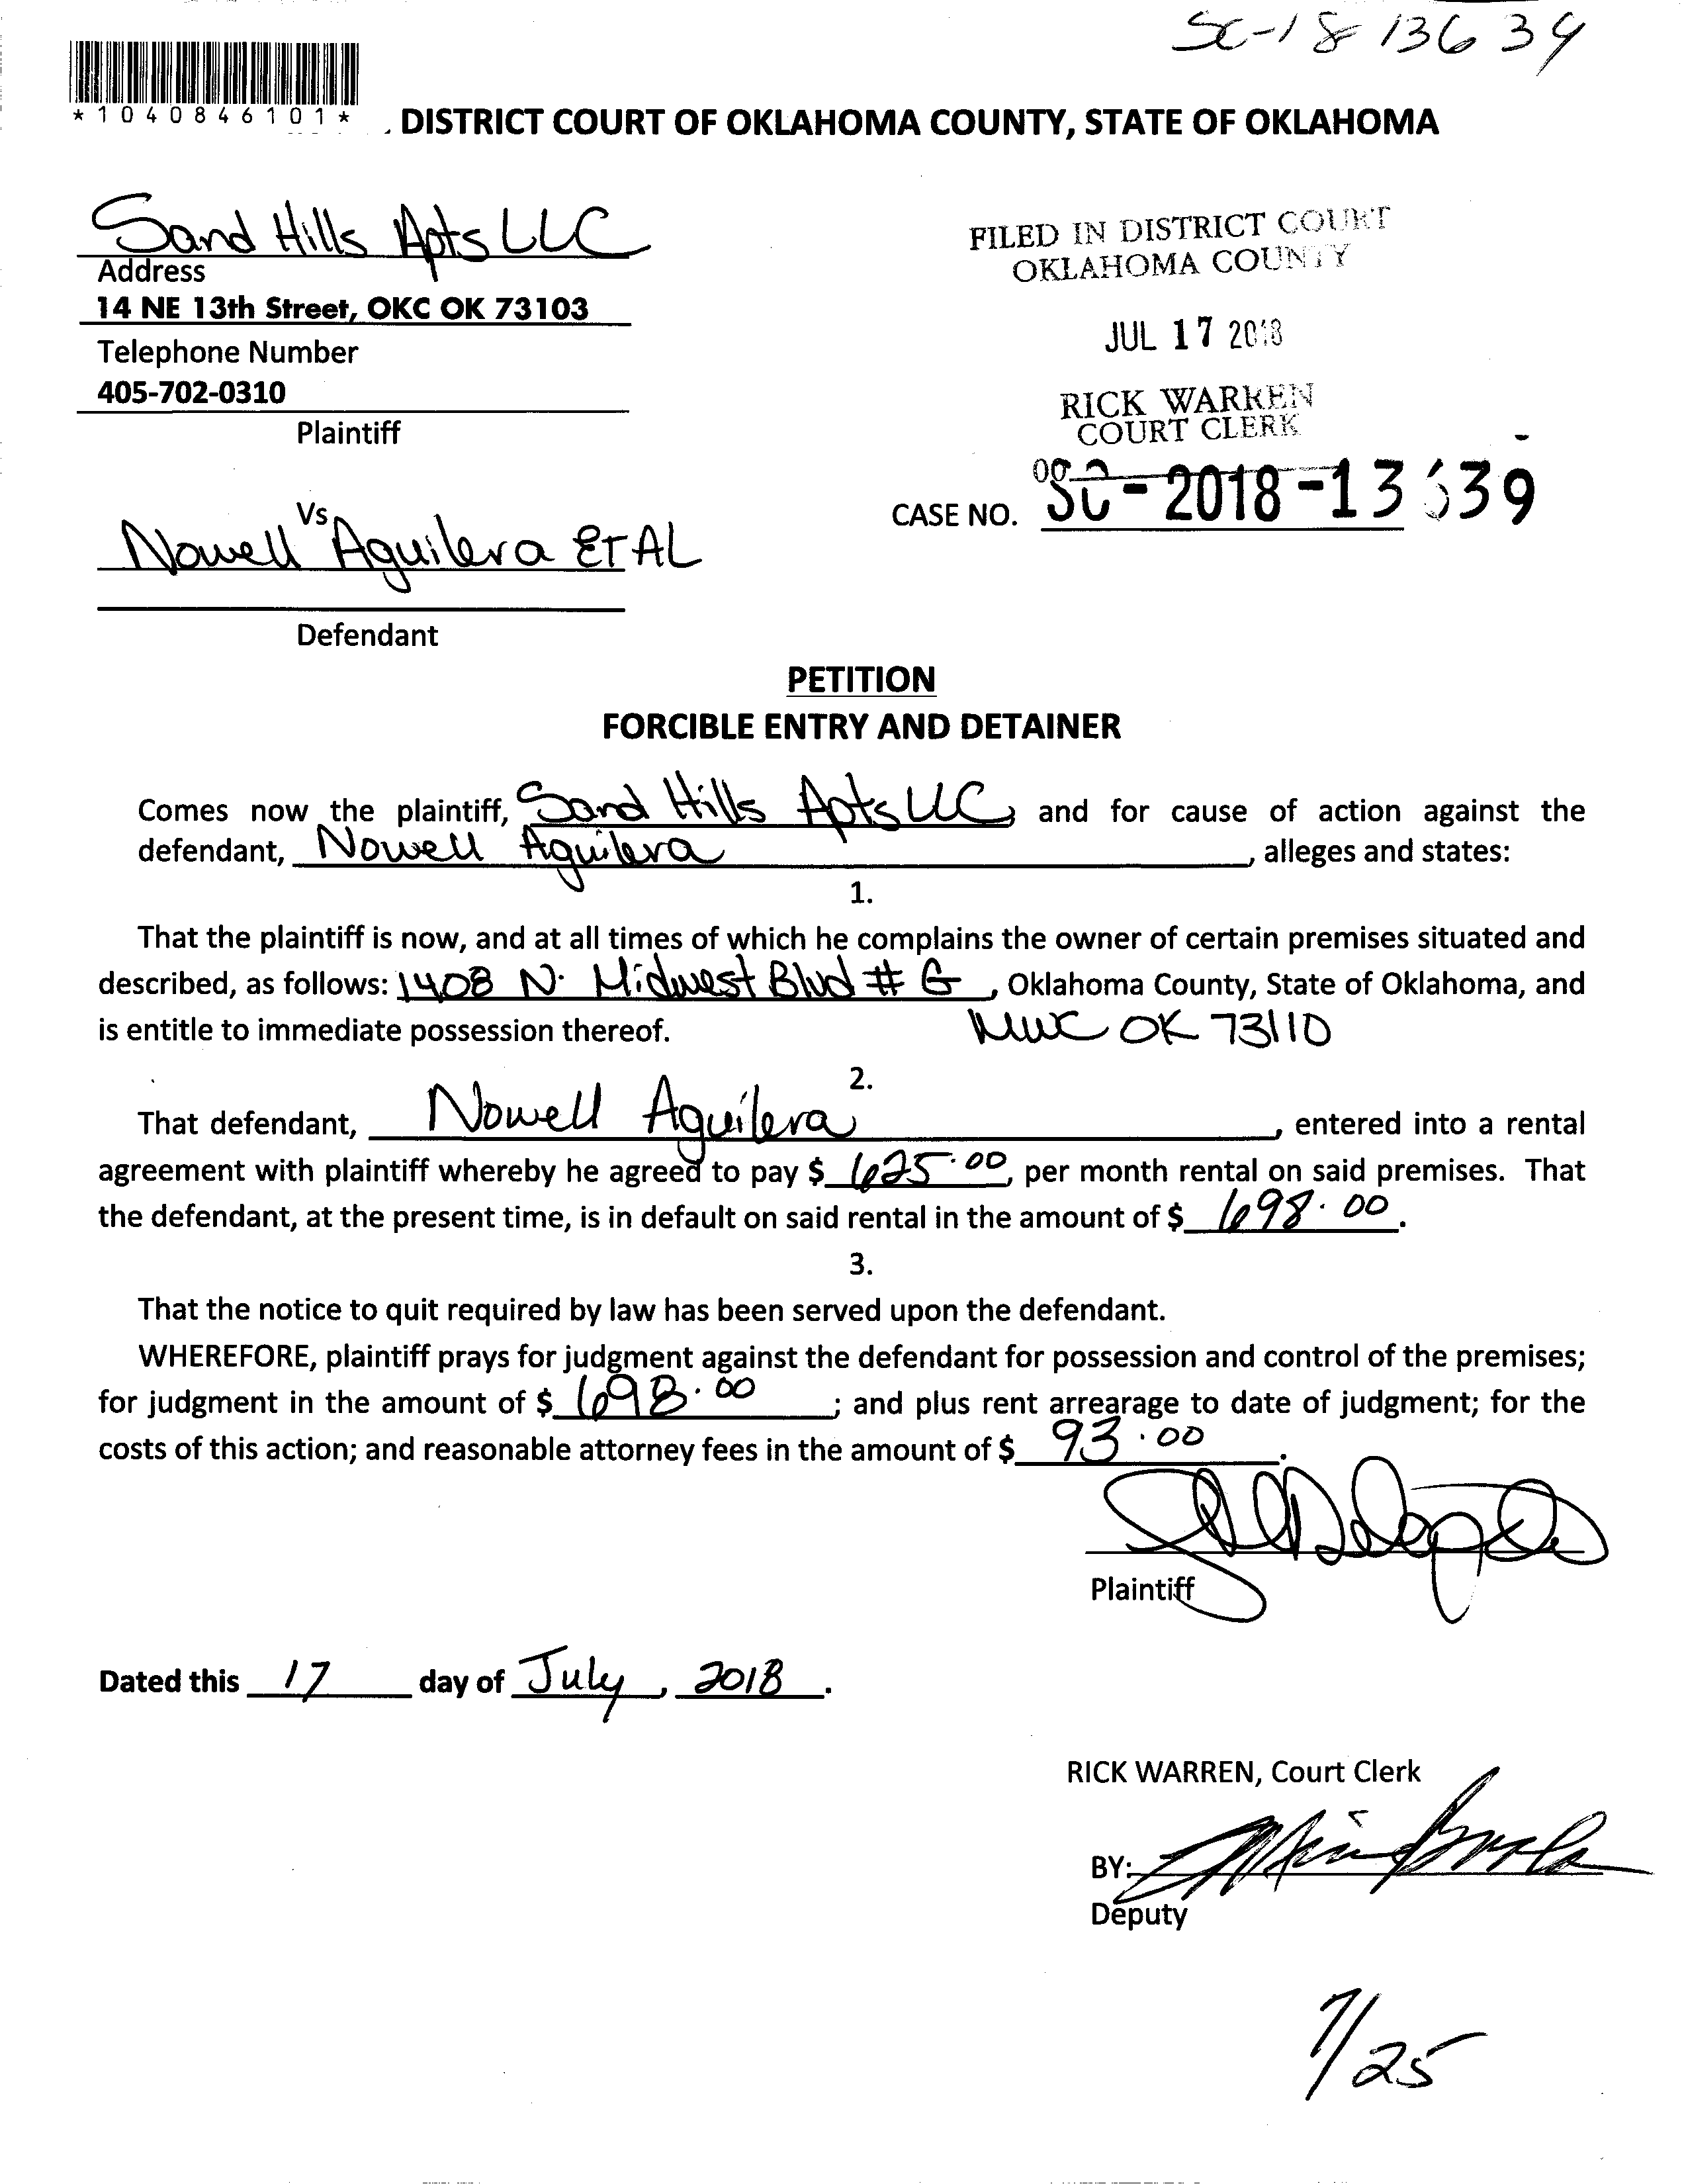 SC-18 13639
*1040846101*
DISTRICT COURT OF OKLAHOMA COUNTY, STATE OF OKLAHOMA
Sand Hills Apts LLC
Address
14 NE 13th Street, OKC OK 73103
Telephone Number
405-702-0310
Plaintiff
FILED IN DISTRICT COURT
OKLAHOMA COUNTY
JUL 17 2018
RICK WARREN
COURT CLERK
CASE NO. SC-2018-13639
Vs
Nowell Aguilera ET AL
Defendant
PETITION
FORCIBLE ENTRY AND DETAINER
Comes now the plaintiff, Sand Hills Apts LLC, and for cause of action against the
defendant, Nowell Aguilera, alleges and states:
1.
That the plaintiff is now, and at all times of which he complains the owner of certain premises situated and
described, as follows: 1408 N. Midwest Blvd # G, Oklahoma County, State of Oklahoma, and
is entitle to immediate possession thereof. MWC OK 73110
2.
That defendant, Nowell Aguilera, entered into a rental
agreement with plaintiff whereby he agreed to pay $ 625.00, per month rental on said premises. That
the defendant, at the present time, is in default on said rental in the amount of $ 698.00.
3.
That the notice to quit required by law has been served upon the defendant.
WHEREFORE, plaintiff prays for judgment against the defendant for possession and control of the premises;
for judgment in the amount of $ 698.00; and plus rent arrearage to date of judgment; for the
costs of this action; and reasonable attorney fees in the amount of $ 93.00.
Plaintiff
Dated this 17 day of July, 2018.
RICK WARREN, Court Clerk
BY:
Deputy
7/25